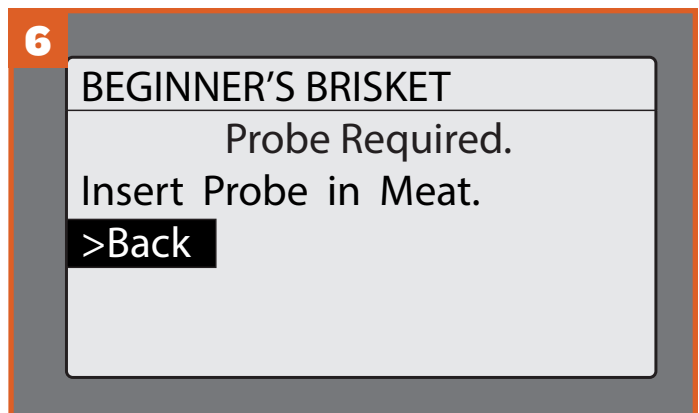 6
BEGINNER’S BRISKET
Probe Required.
Insert Probe in Meat.
>Back